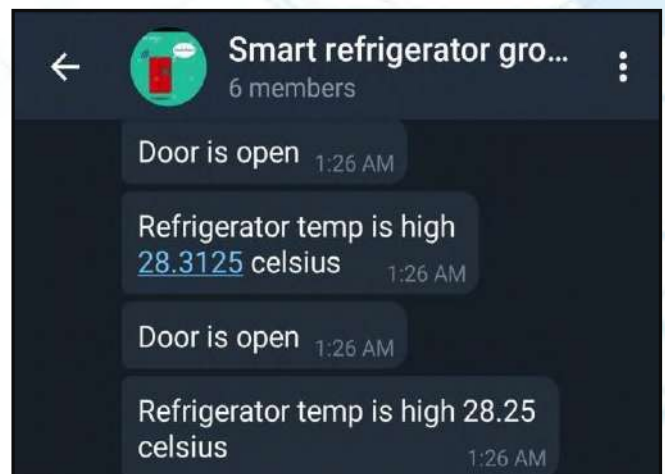 Smart refrigerator gro...
6 members
Door is open 1:26 AM
Refrigerator temp is high
28.3125 celsius 1:26 AM
Door is open 1:26 AM
Refrigerator temp is high 28.25
celsius 1:26 AM